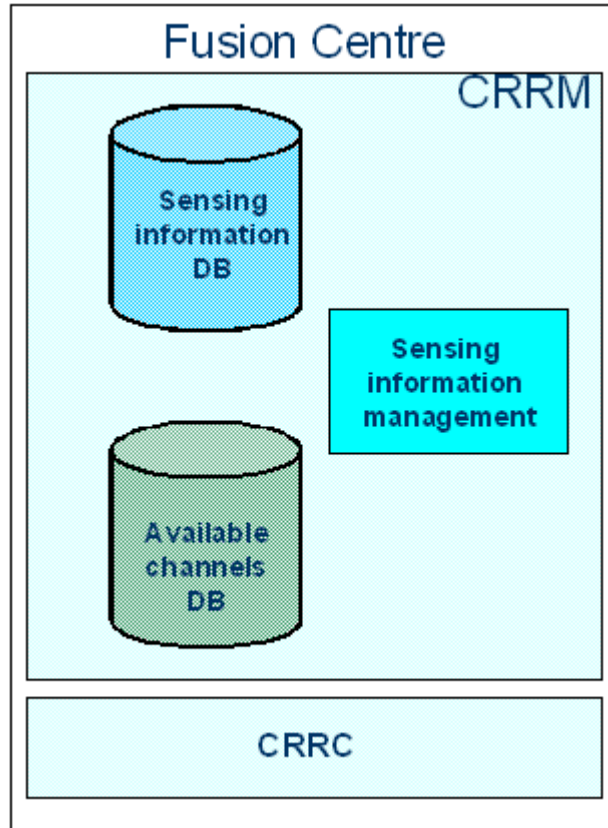 Fusion Centre
CRRM
Sensing
information
DB
Sensing
information
management
Available
channels
DB
CRRC